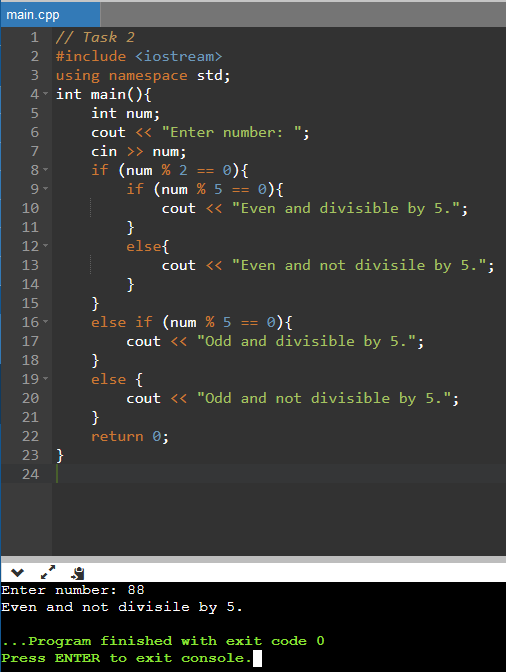 main.cpp
1 // Task 2
2 #include <iostream>
3 using namespace std;
4 int main(){
5     int num;
6     cout << "Enter number: ";
7     cin >> num;
8     if (num % 2 == 0){
9         if (num % 5 == 0){
10             cout << "Even and divisible by 5.";
11         }
12         else{
13             cout << "Even and not divisile by 5.";
14         }
15     }
16     else if (num % 5 == 0){
17         cout << "Odd and divisible by 5.";
18     }
19     else {
20         cout << "Odd and not divisible by 5.";
21     }
22     return 0;
23 }
24
Enter number: 88
Even and not divisile by 5.
...Program finished with exit code 0
Press ENTER to exit console.